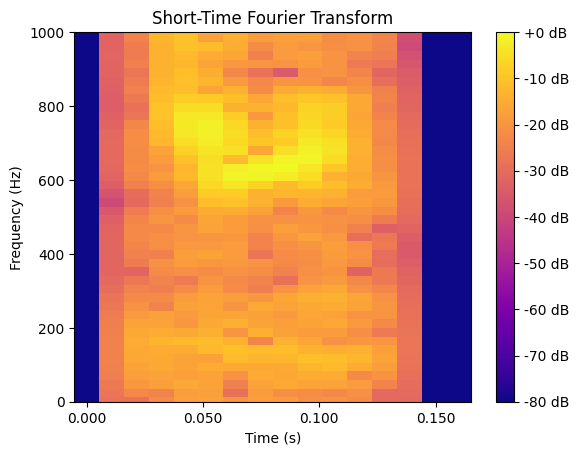 Short-Time Fourier Transform
1000
800
600
400
200
0
Frequency (Hz)
0.000
0.050
0.100
0.150
Time (s)
+0 dB
-10 dB
-20 dB
-30 dB
-40 dB
-50 dB
-60 dB
-70 dB
-80 dB